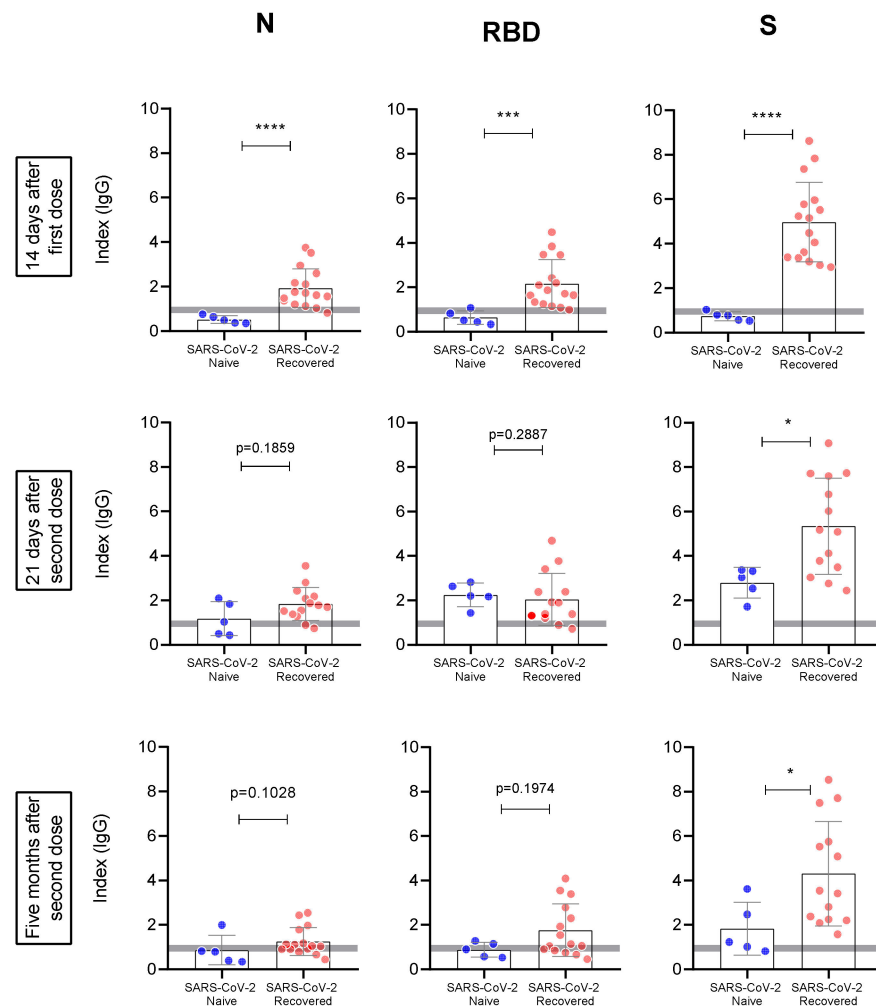 N
RBD
S
14 days after
first dose
Index (IgG)
10
8
6
4
2
0
****
SARS-CoV-2
Naive
SARS-CoV-2
Recovered
10
8
6
4
2
0
***
SARS-CoV-2
Naive
SARS-CoV-2
Recovered
10
8
6
4
2
0
****
SARS-CoV-2
Naive
SARS-CoV-2
Recovered
21 days after
second dose
Index (IgG)
10
8
6
4
2
0
p=0.1859
SARS-CoV-2
Naive
SARS-CoV-2
Recovered
10
8
6
4
2
0
p=0.2887
SARS-CoV-2
Naive
SARS-CoV-2
Recovered
10
8
6
4
2
0
*
SARS-CoV-2
Naive
SARS-CoV-2
Recovered
Five months after
second dose
Index (IgG)
10
8
6
4
2
0
p=0.1028
SARS-CoV-2
Naive
SARS-CoV-2
Recovered
10
8
6
4
2
0
p=0.1974
SARS-CoV-2
Naive
SARS-CoV-2
Recovered
10
8
6
4
2
0
*
SARS-CoV-2
Naive
SARS-CoV-2
Recovered